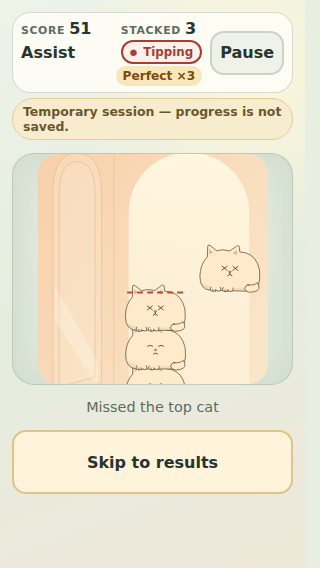 SCORE 51
STACKED 3
Assist
Tipping
Perfect ×3
Pause
Temporary session — progress is not
saved.
Missed the top cat
Skip to results